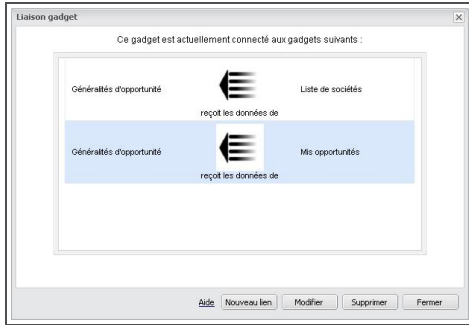 Liaison gadget
Ce gadget est actuellement connecté aux gadgets suivants :
Généralités d'opportunité Liste de sociétés
reçoit les données de
Généralités d'opportunité Mis opportunités
reçoit les données de
Aide Nouveau lien Modifier Supprimer Fermer